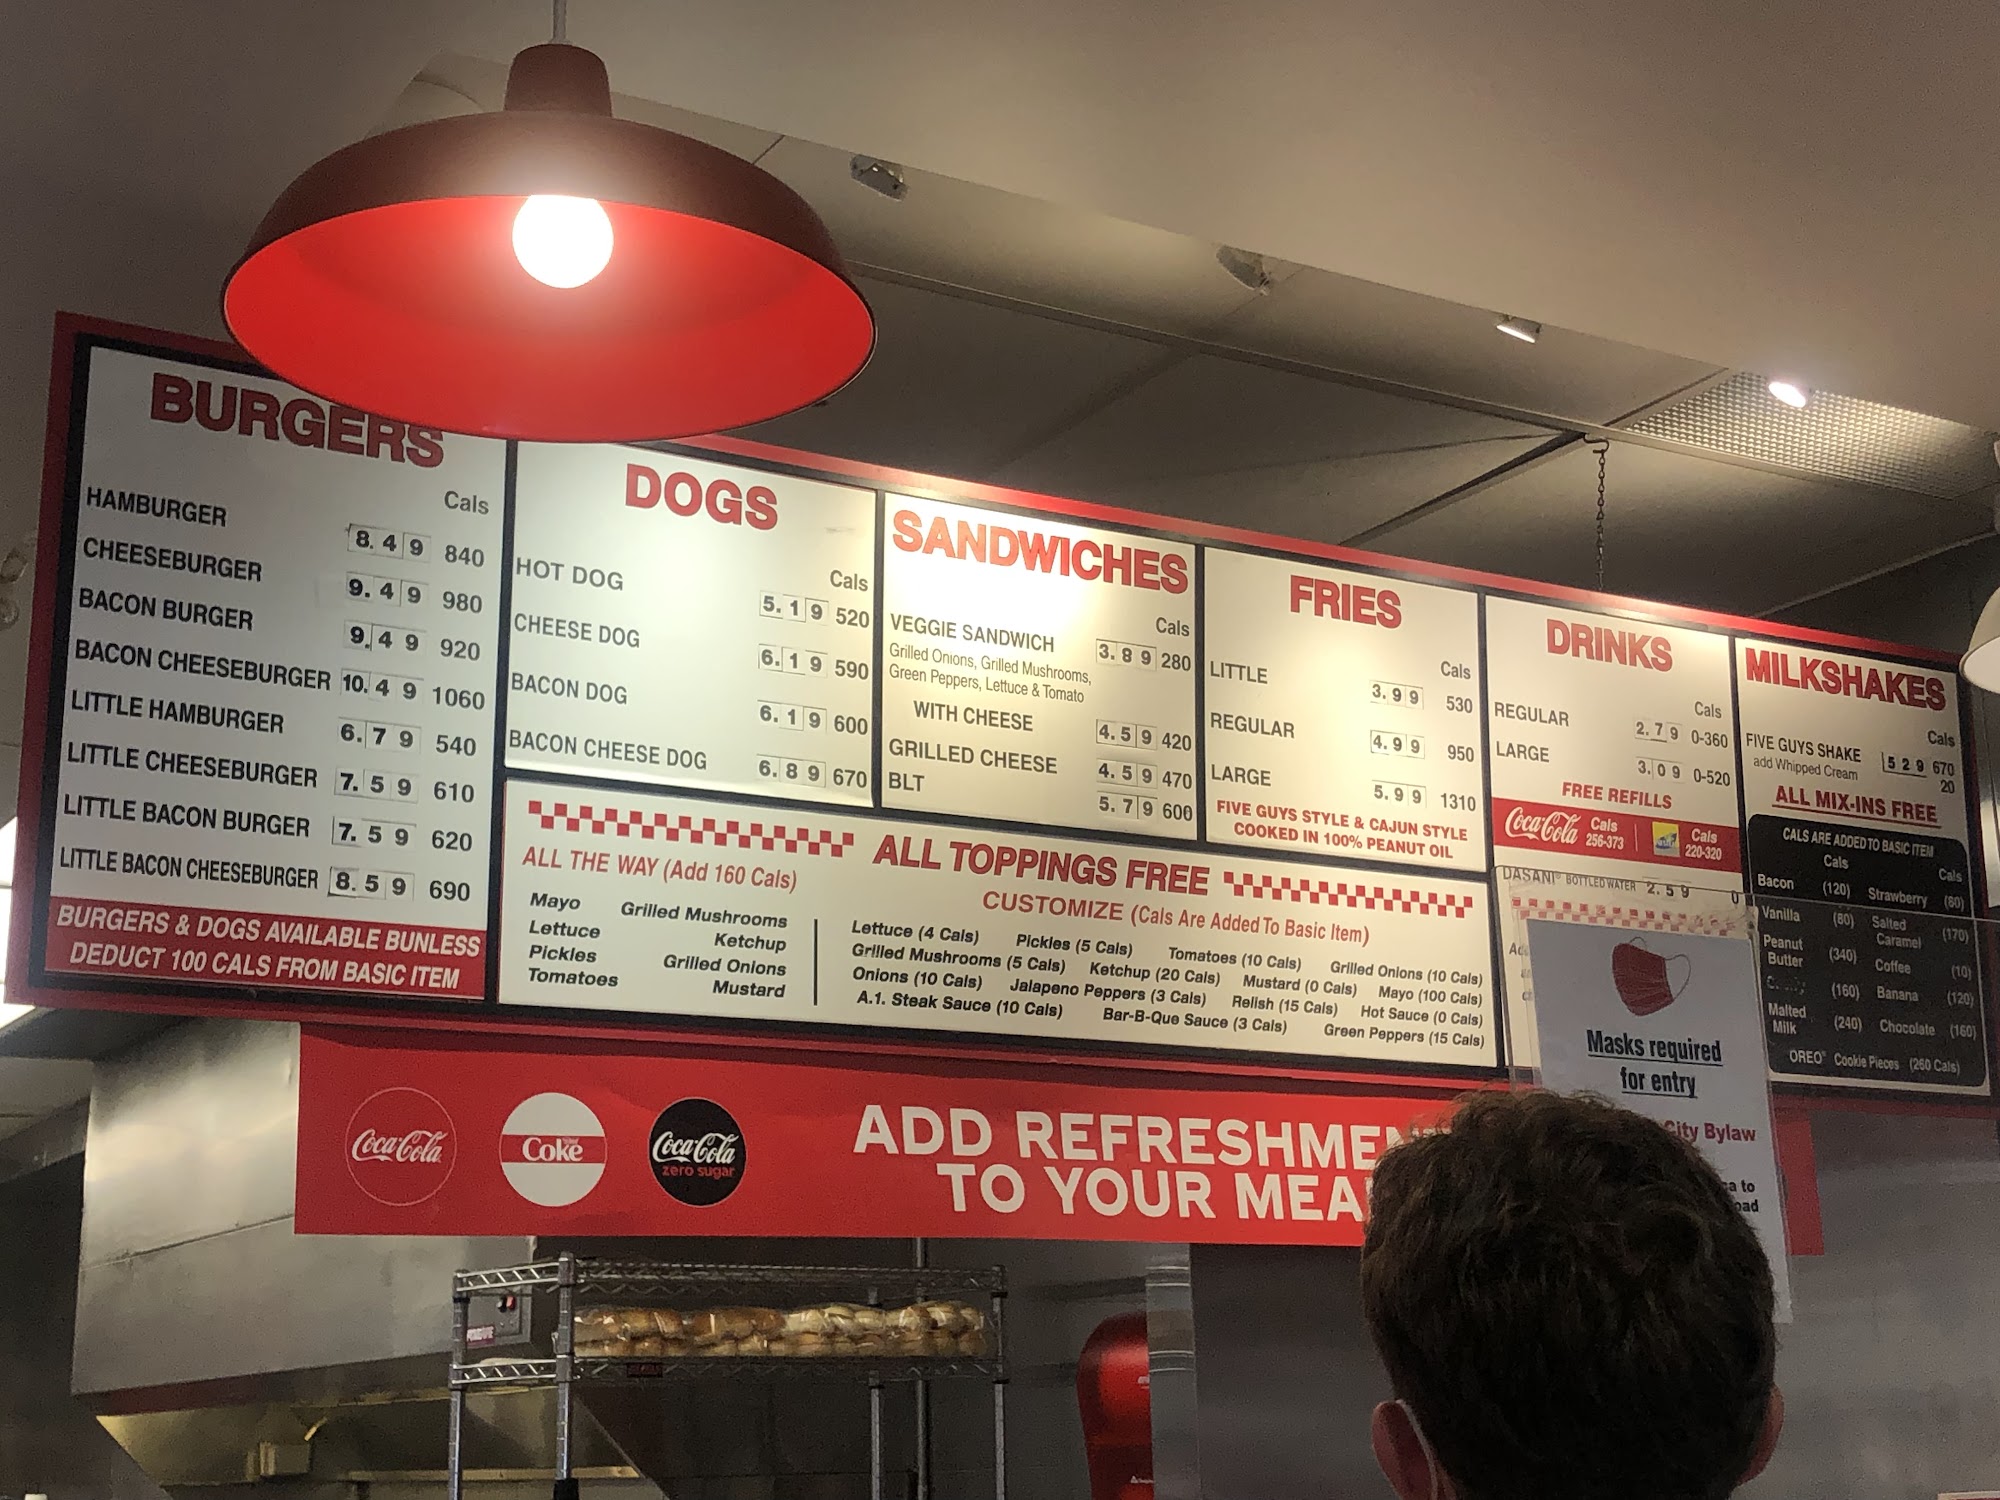 BURGERS
Cals
HAMBURGER 8.49 840
CHEESEBURGER 9.49 980
BACON BURGER 9.49 920
BACON CHEESEBURGER 10.49 1060
LITTLE HAMBURGER 6.79 540
LITTLE CHEESEBURGER 7.59 610
LITTLE BACON BURGER 7.59 620
LITTLE BACON CHEESEBURGER 8.59 690
BURGERS & DOGS AVAILABLE BUNLESS
DEDUCT 100 CALS FROM BASIC ITEM
DOGS
Cals
HOT DOG 5.19 520
CHEESE DOG 6.19 590
BACON DOG 6.19 600
BACON CHEESE DOG 6.89 670
SANDWICHES
Cals
VEGGIE SANDWICH 3.89 280
Grilled Onions, Grilled Mushrooms,
Green Peppers, Lettuce & Tomato
WITH CHEESE 4.59 420
GRILLED CHEESE 4.59 470
BLT 5.79 600
FRIES
Cals
LITTLE 3.99 530
REGULAR 4.99 950
LARGE 5.99 1310
FIVE GUYS STYLE & CAJUN STYLE
COOKED IN 100% PEANUT OIL
DRINKS
Cals
REGULAR 2.79 0-360
LARGE 3.09 0-520
FREE REFILLS
Coca-Cola Cals 256-373 Cals 220-320
DASANI® BOTTLED WATER 2.59 0
MILKSHAKES
Cals
FIVE GUYS SHAKE 529 670
add Whipped Cream 20
ALL MIX-INS FREE
CALS ARE ADDED TO BASIC ITEM
Cals Cals
Bacon (120) Strawberry (60)
Vanilla (80) Salted Caramel (170)
Peanut Butter (340) Coffee (10)
(160) Banana (120)
Malted Milk (240) Chocolate (160)
OREO® Cookie Pieces (260 Cals)
ALL TOPPINGS FREE
ALL THE WAY (Add 160 Cals)
Mayo Grilled Mushrooms
Lettuce Ketchup
Pickles Grilled Onions
Tomatoes Mustard
CUSTOMIZE (Cals Are Added To Basic Item)
Lettuce (4 Cals) Pickles (5 Cals) Tomatoes (10 Cals) Grilled Onions (10 Cals)
Grilled Mushrooms (5 Cals) Ketchup (20 Cals) Mustard (0 Cals) Mayo (100 Cals)
Onions (10 Cals) Jalapeno Peppers (3 Cals) Relish (15 Cals) Hot Sauce (0 Cals)
A.1. Steak Sauce (10 Cals) Bar-B-Que Sauce (3 Cals) Green Peppers (15 Cals)
Masks required
for entry
City Bylaw
to
Coca-Cola
Coke
Coca-Cola
zero sugar
ADD REFRESHMEN
TO YOUR MEA